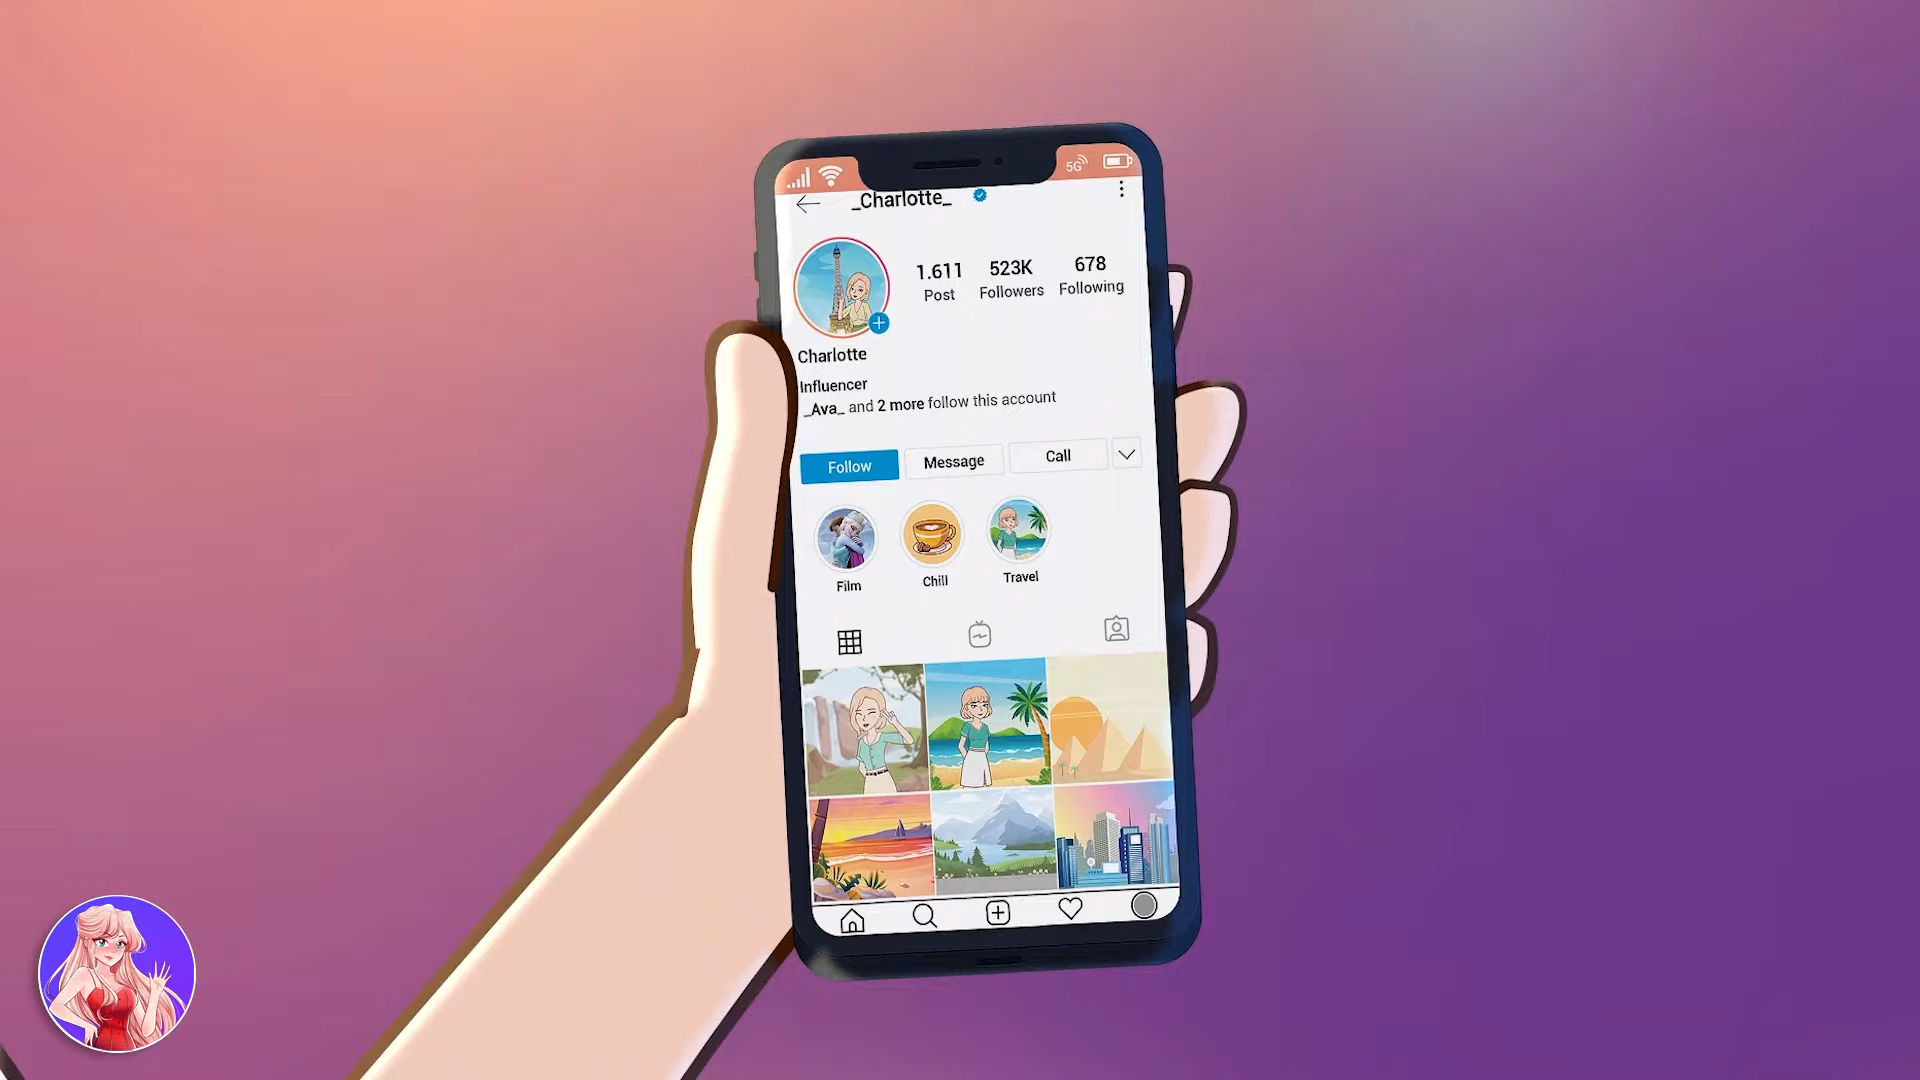 5G
_Charlotte_
1.611 523K 678
Post Followers Following
Charlotte
Influencer
_Ava_ and 2 more follow this account
Follow Message Call
Film Chill Travel